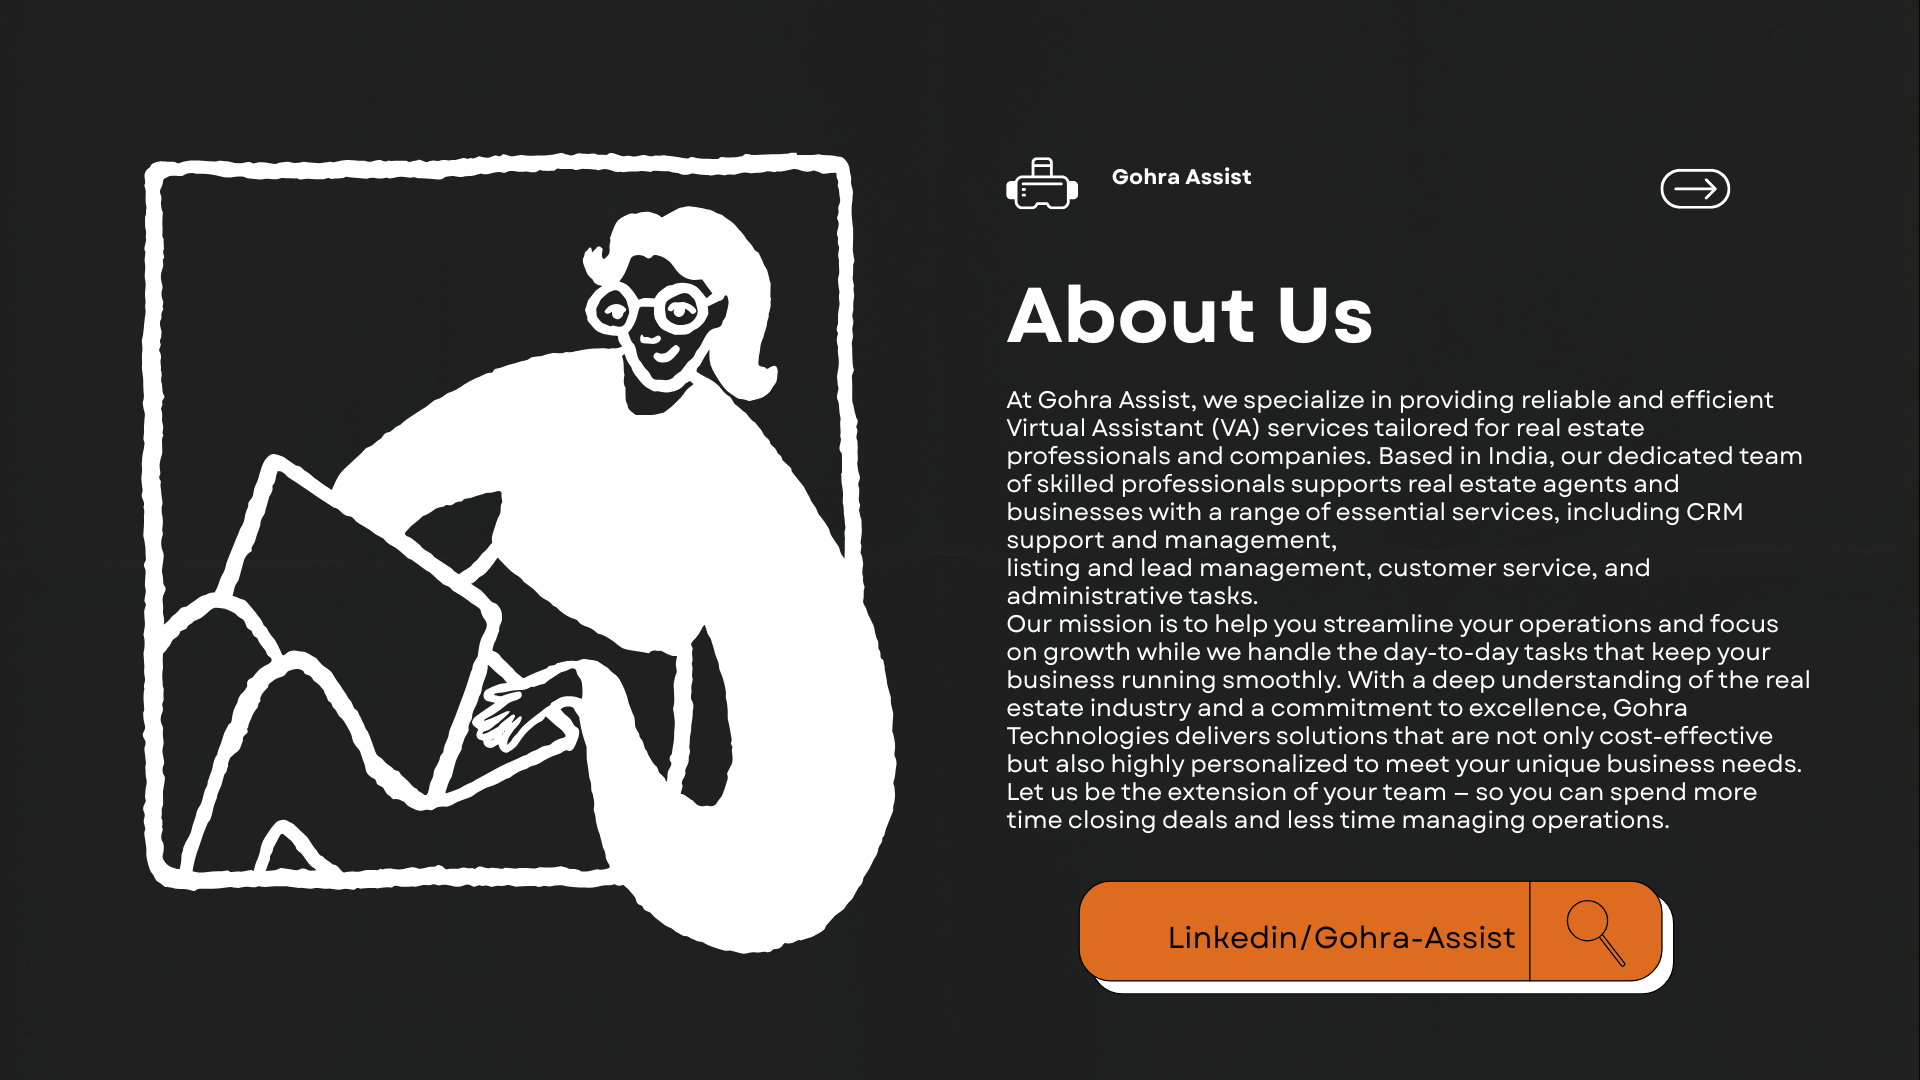 Gohra Assist
About Us
At Gohra Assist, we specialize in providing reliable and efficient
Virtual Assistant (VA) services tailored for real estate
professionals and companies. Based in India, our dedicated team
of skilled professionals supports real estate agents and
businesses with a range of essential services, including CRM
support and management,
listing and lead management, customer service, and
administrative tasks.
Our mission is to help you streamline your operations and focus
on growth while we handle the day-to-day tasks that keep your
business running smoothly. With a deep understanding of the real
estate industry and a commitment to excellence, Gohra
Technologies delivers solutions that are not only cost-effective
but also highly personalized to meet your unique business needs.
Let us be the extension of your team — so you can spend more
time closing deals and less time managing operations.
Linkedin/Gohra-Assist